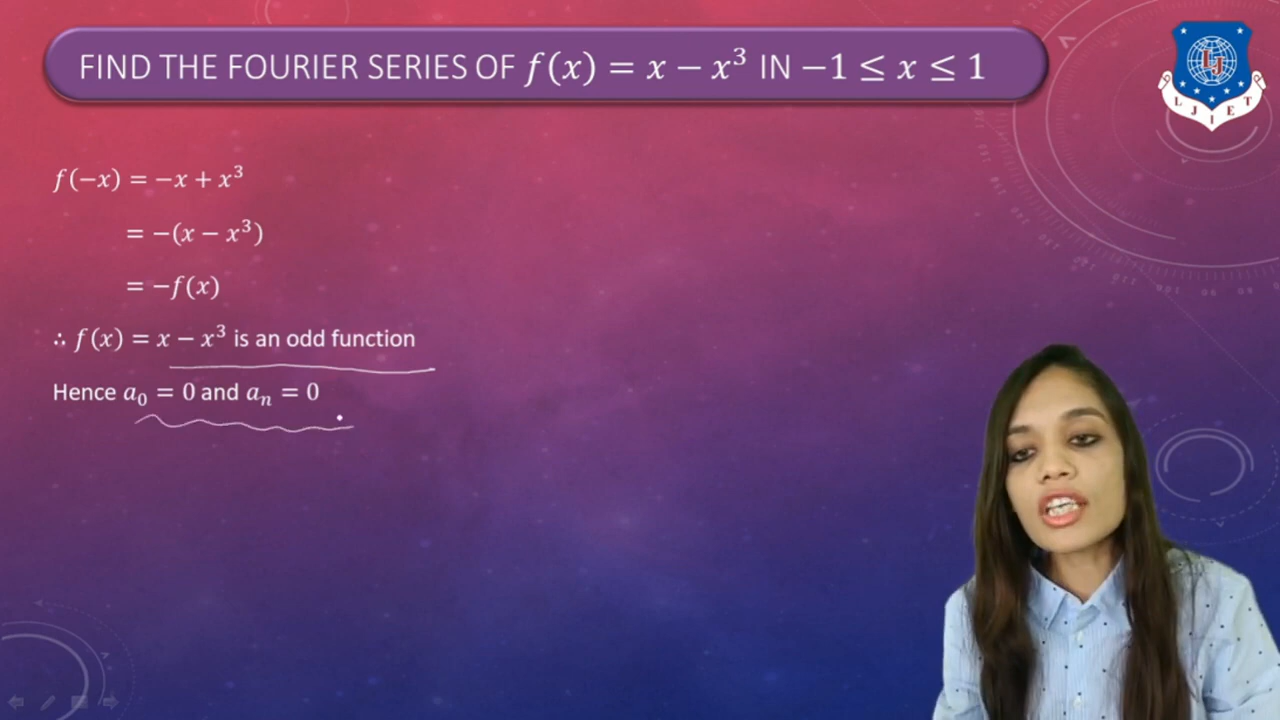 FIND THE FOURIER SERIES OF f(x) = x − x³ IN −1 ≤ x ≤ 1
LJIET
f(−x) = −x + x³
= −(x − x³)
= −f(x)
∴ f(x) = x − x³ is an odd function
Hence a₀ = 0 and aₙ = 0